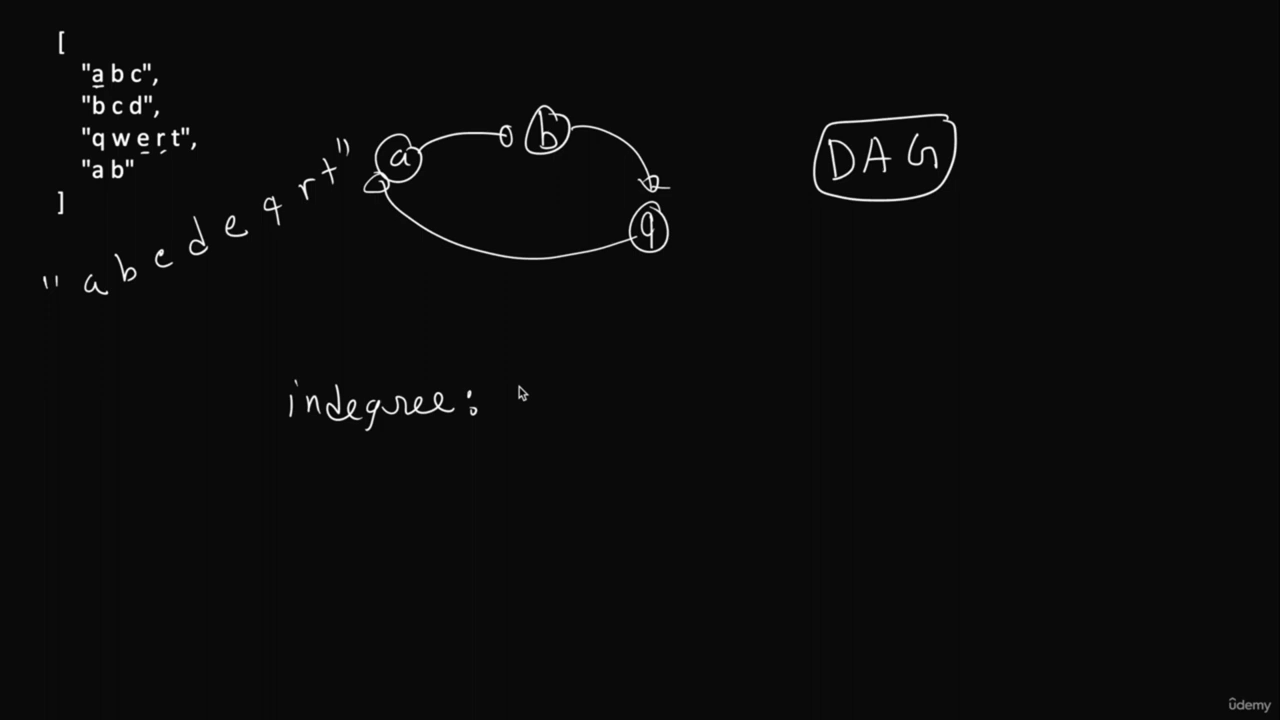 [
"a b c",
"b c d",
"q w e r t",
"a b"
]
" a b c d e q r t "
a
b
q
DAG
indegree:
ûdemy